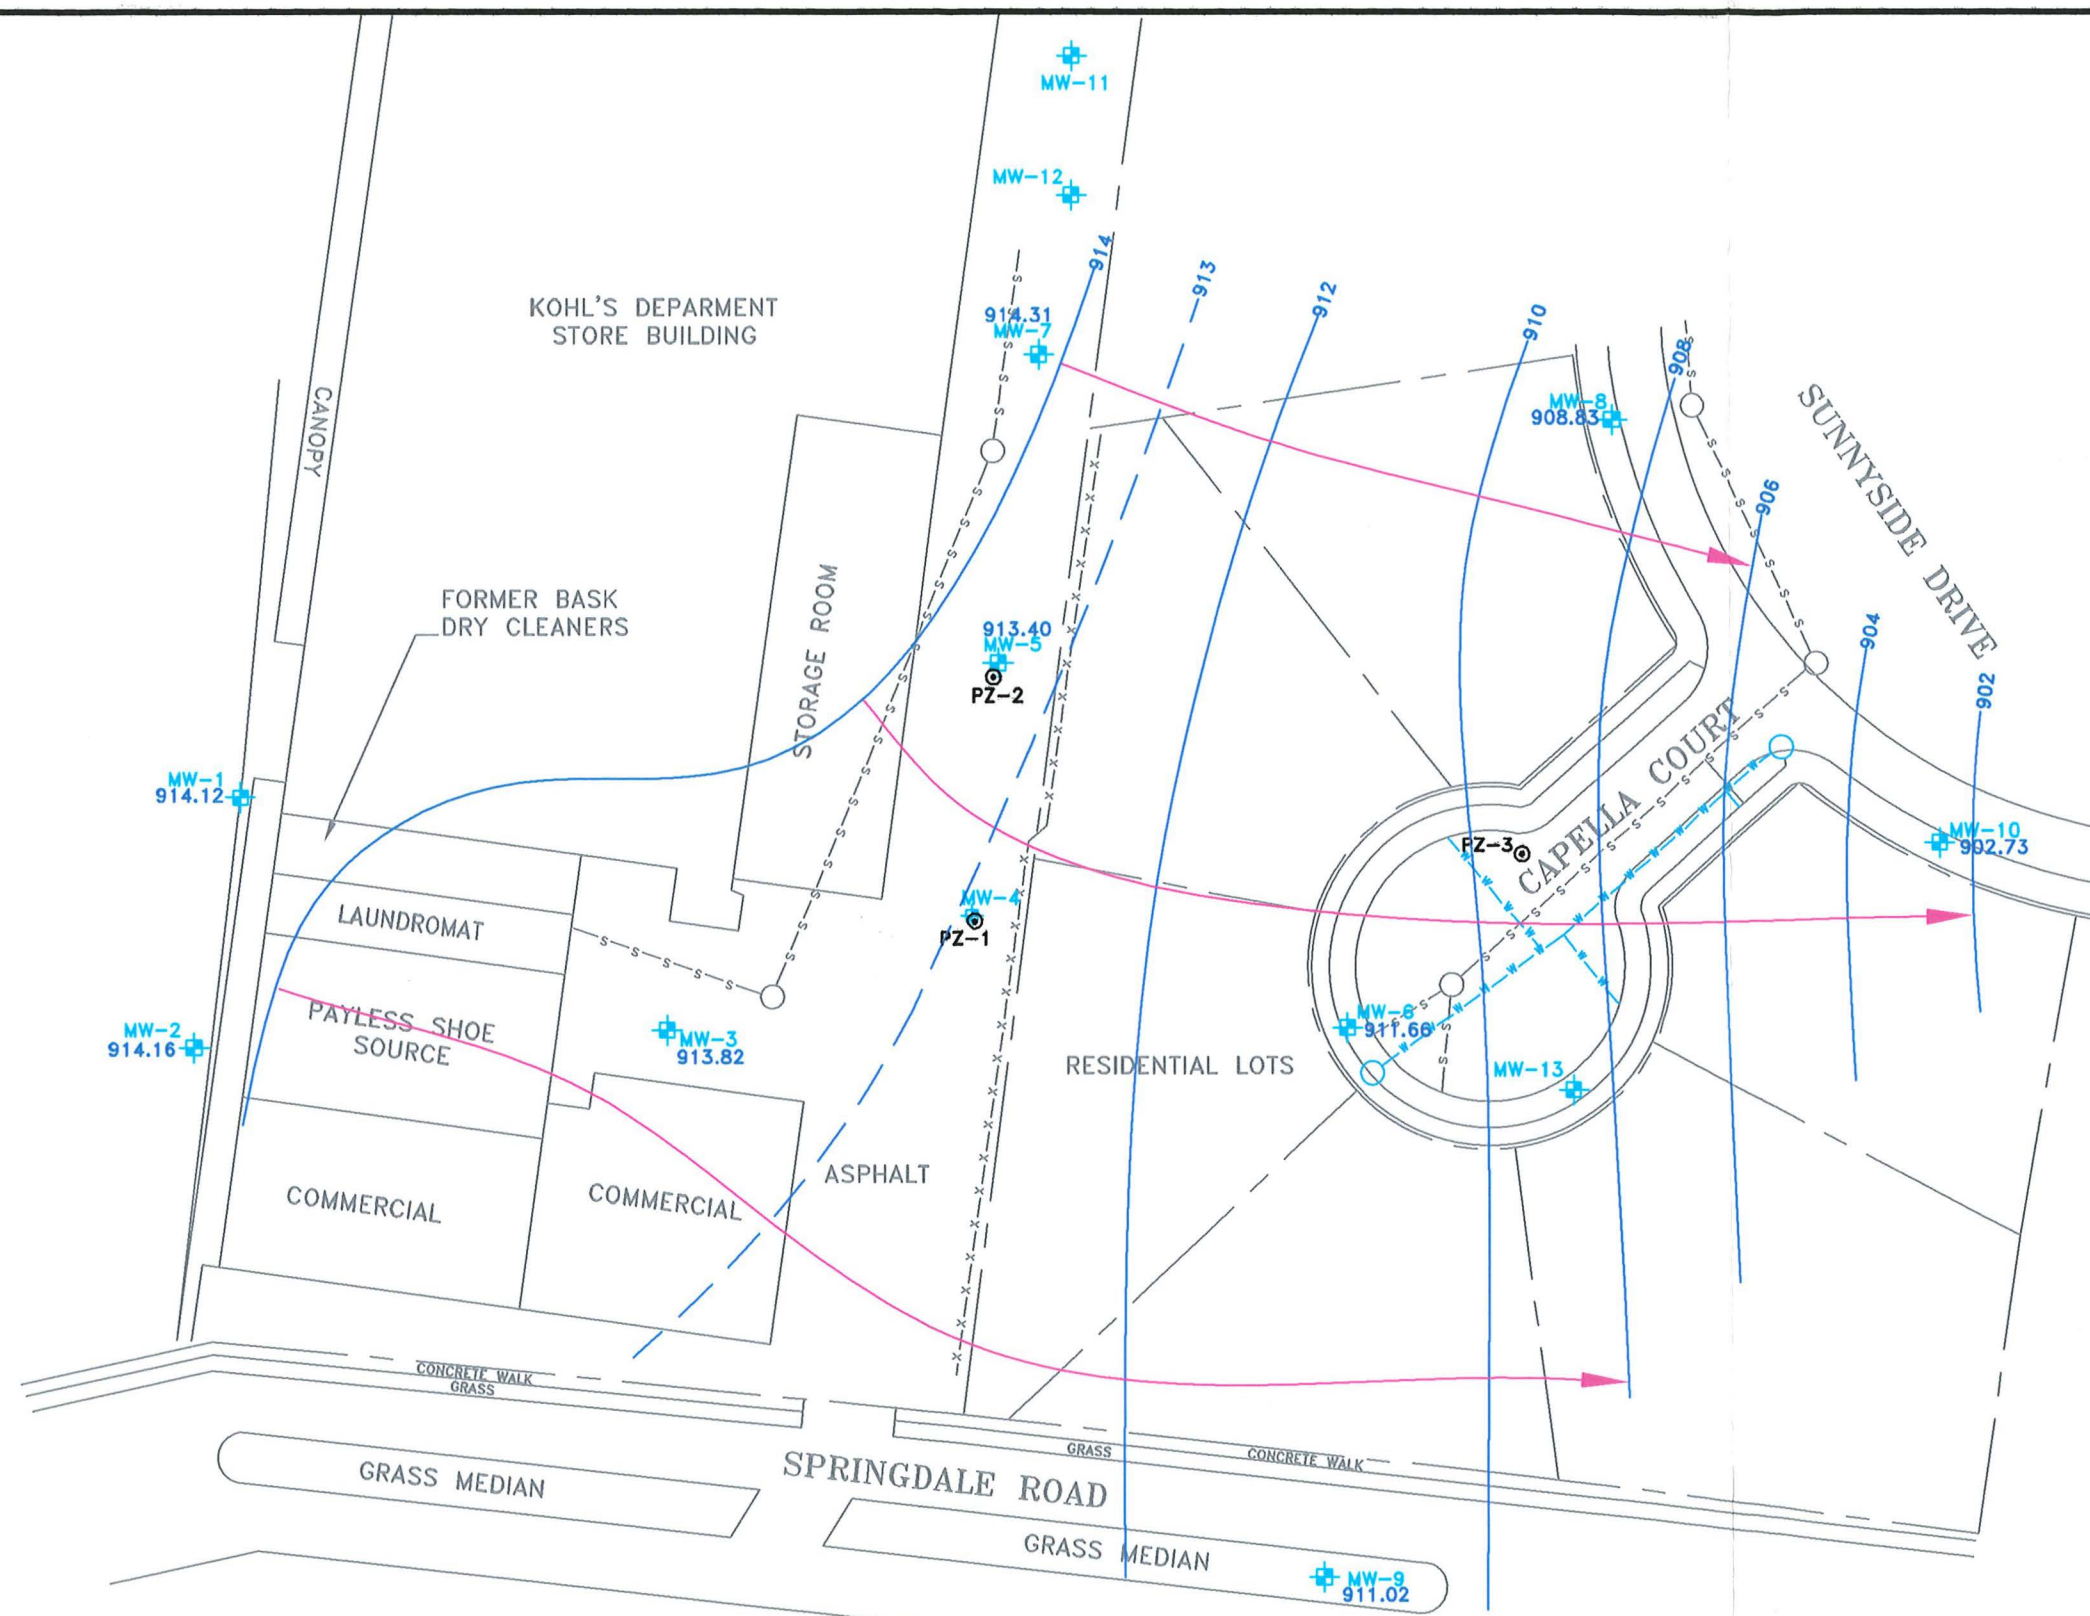 MW-11
MW-12
914
913
912
910
908
906
904
902
914.31
MW-7
KOHL'S DEPARMENT
STORE BUILDING
CANOPY
MW-8
908.83
SUNNYSIDE DRIVE
FORMER BASK
DRY CLEANERS
STORAGE ROOM
913.40
MW-5
PZ-2
MW-1
914.12
CAPELLA COURT
PZ-3
MW-10
902.73
LAUNDROMAT
MW-4
PZ-1
PAYLESS SHOE
SOURCE
MW-2
914.16
MW-3
913.82
MW-6
911.66
RESIDENTIAL LOTS
MW-13
ASPHALT
COMMERCIAL
COMMERCIAL
CONCRETE WALK
GRASS
GRASS
CONCRETE WALK
SPRINGDALE ROAD
GRASS MEDIAN
GRASS MEDIAN
MW-9
911.02